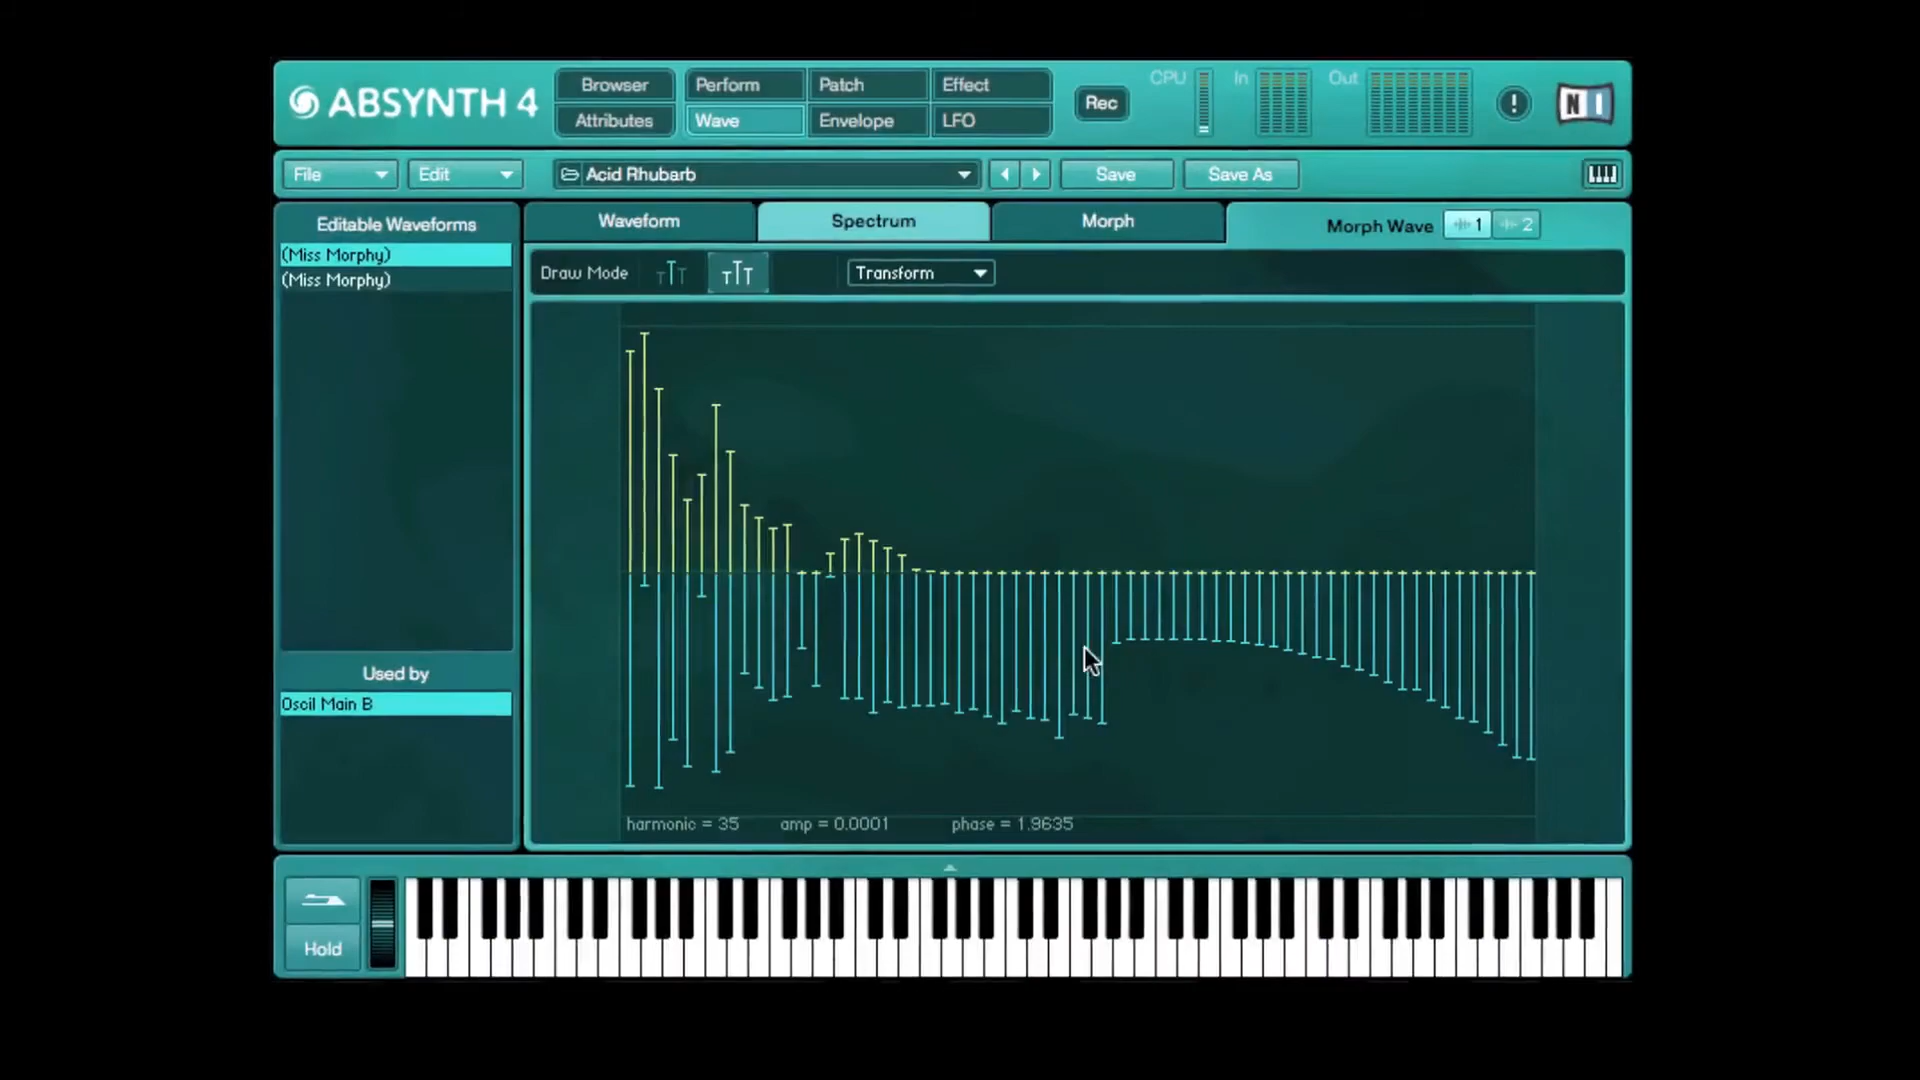 ABSYNTH 4
Browser
Perform
Patch
Effect
Attributes
Wave
Envelope
LFO
Rec
CPU
In
Out
!
NI
File
Edit
Acid Rhubarb
Save
Save As
Editable Waveforms
(Miss Morphy)
(Miss Morphy)
Used by
Oscil Main B
Waveform
Spectrum
Morph
Morph Wave
1
2
Draw Mode
Transform
harmonic = 35 amp = 0.0001 phase = 1.9635
Hold